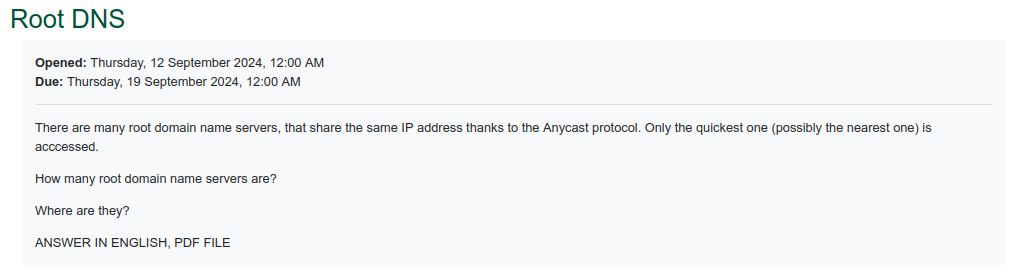 Root DNS
Opened: Thursday, 12 September 2024, 12:00 AM
Due: Thursday, 19 September 2024, 12:00 AM
There are many root domain name servers, that share the same IP address thanks to the Anycast protocol. Only the quickest one (possibly the nearest one) is
acccessed.
How many root domain name servers are?
Where are they?
ANSWER IN ENGLISH, PDF FILE